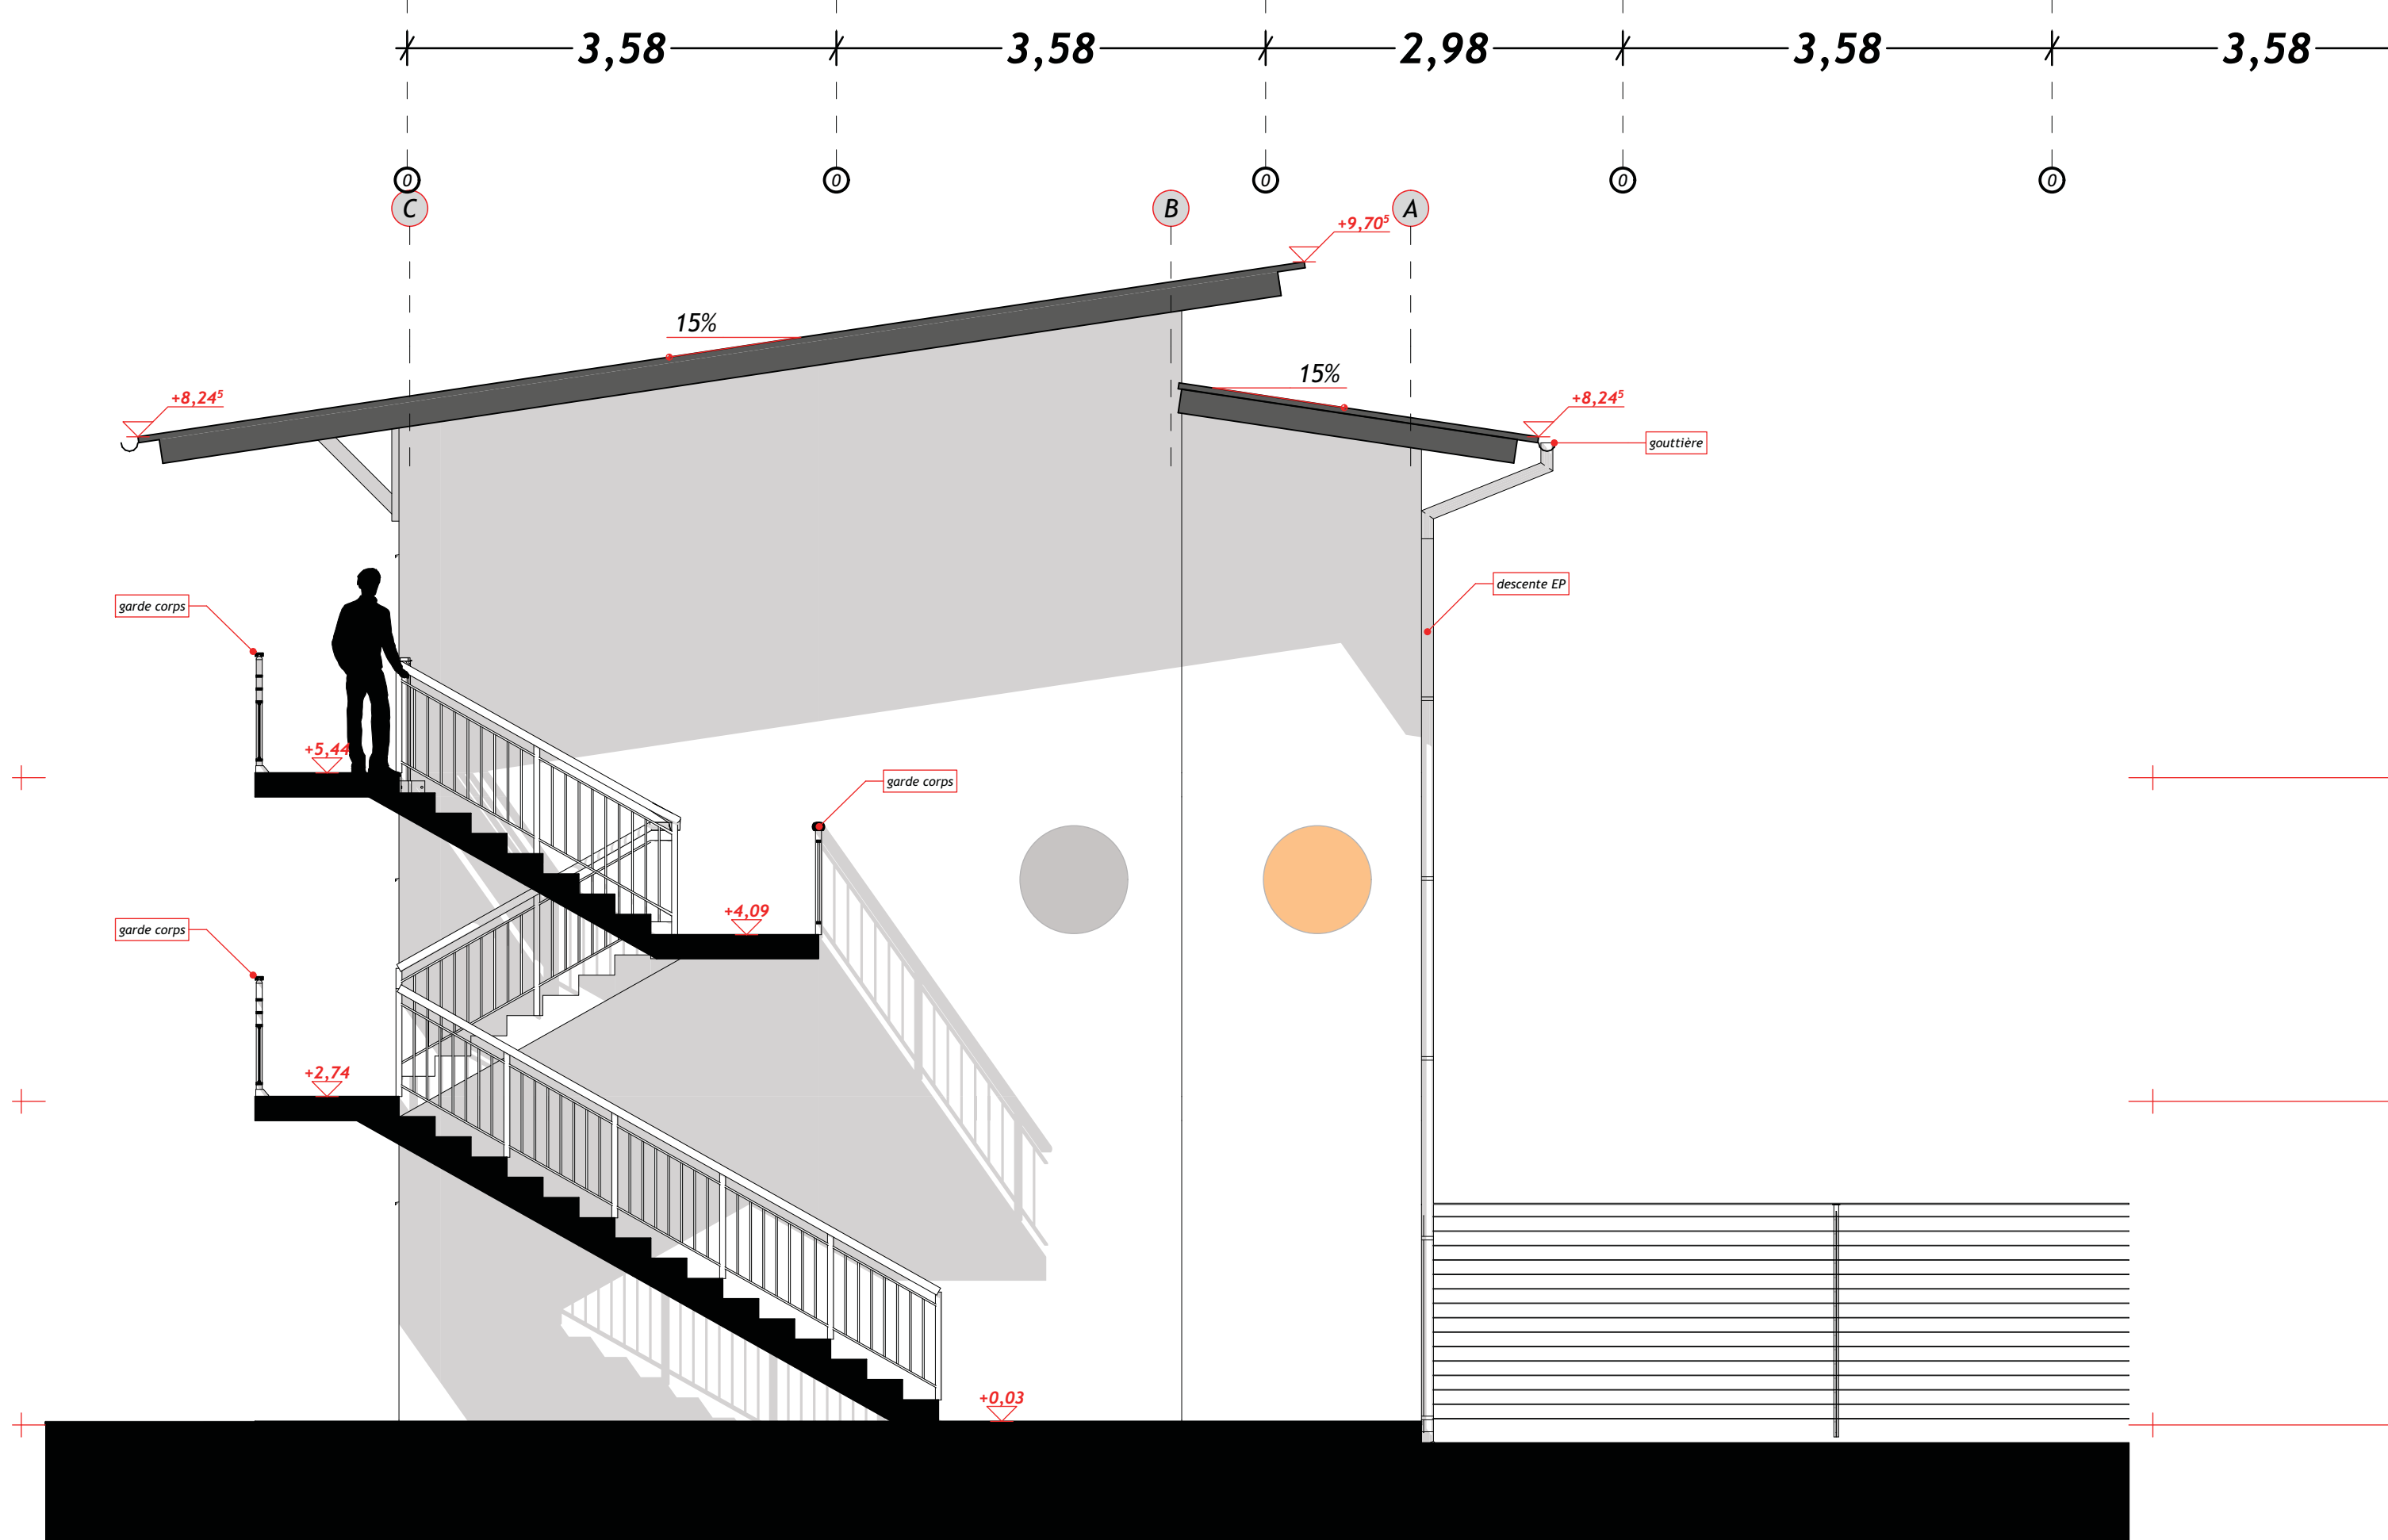 3,58 3,58 2,98 3,58 3,58
0 0 0 0 0
C B A
+9,70⁵
15%
15%
+8,24⁵ +8,24⁵
gouttière
descente EP
garde corps
+5,44
garde corps
+4,09
garde corps
+2,74
+0,03